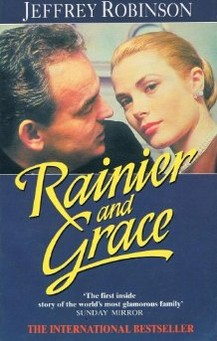 JEFFREY ROBINSON
Rainier
and
Grace
'The first inside
story of the world's most glamorous family'
SUNDAY MIRROR
THE INTERNATIONAL BESTSELLER